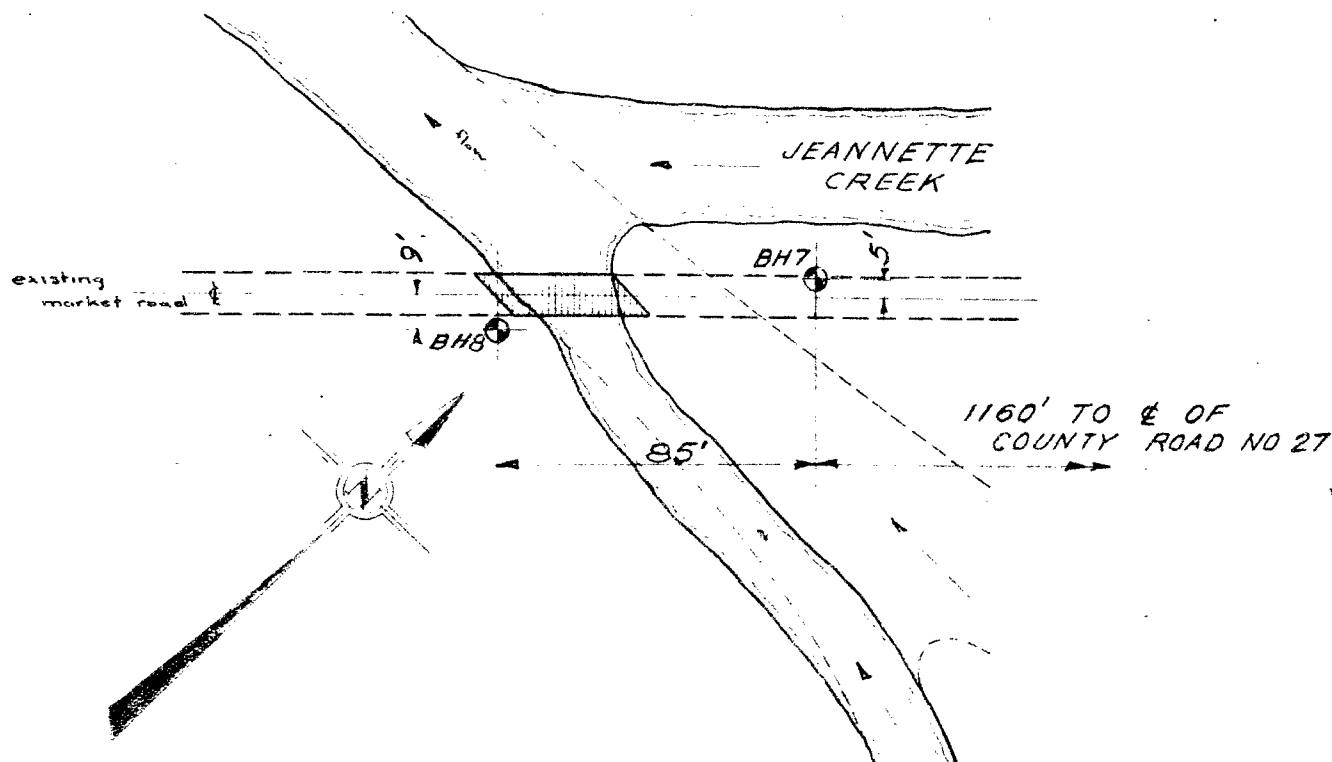 flow
JEANNETTE
CREEK
9'
BH7
5'
existing
market road ℄
BH8
1160' TO ℄ OF
COUNTY ROAD NO 27
85'
N